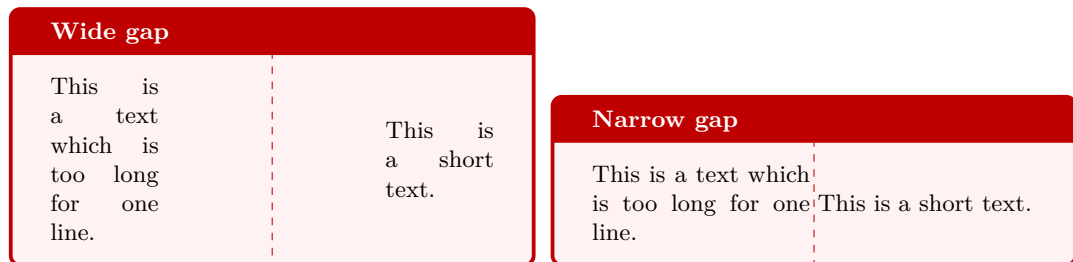 Wide gap
This is
a text
which is
too long
for one
line.
This is
a short
text.
Narrow gap
This is a text which
is too long for one
line.
This is a short text.